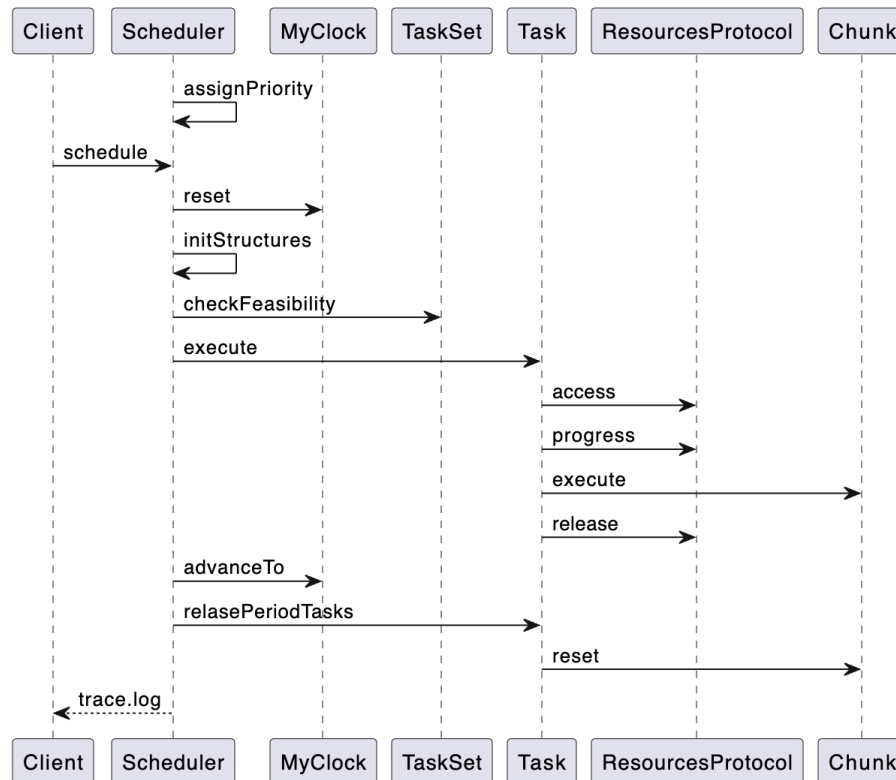 Client Scheduler MyClock TaskSet Task ResourcesProtocol Chunk
assignPriority
schedule
reset
initStructures
checkFeasibility
execute
access
progress
execute
release
advanceTo
relasePeriodTasks
reset
trace.log
Client Scheduler MyClock TaskSet Task ResourcesProtocol Chunk